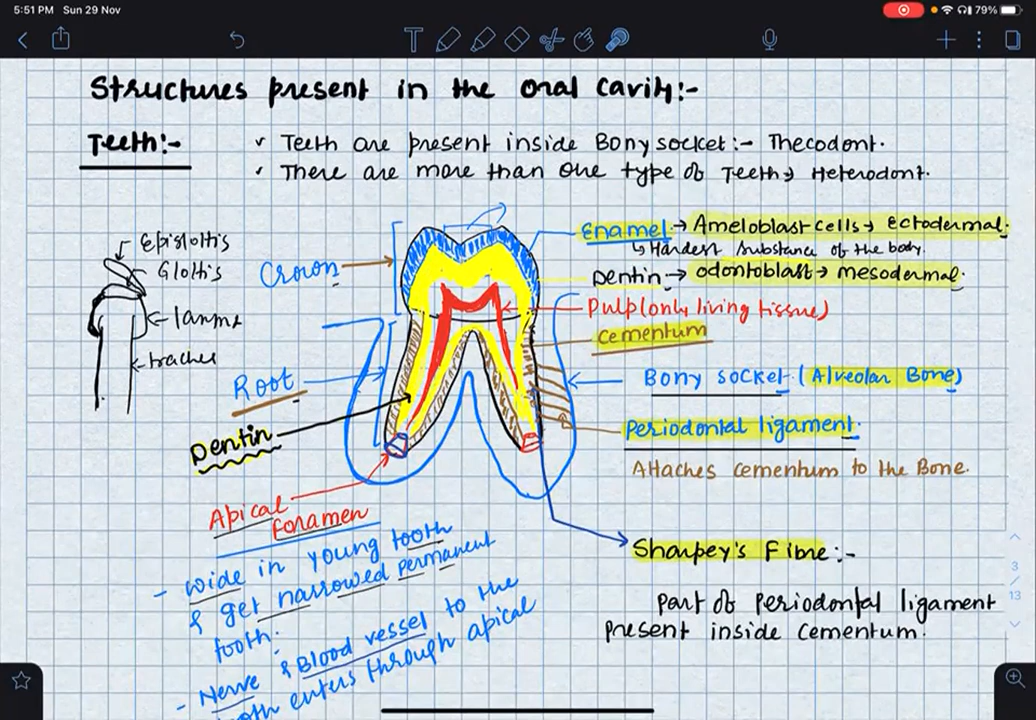 5:51 PM Sun 29 Nov
79%
Structures present in the oral cavity:-
Teeth:-
✓ Teeth are present inside Bony socket:- Thecodont.
✓ There are more than one type of Teeth → Heterodont.
Epiglottis
Glottis
Crown
Enamel → Ameloblast cells → Ectodermal.
↳ Hardest substance of the body.
Dentin → odontoblast → mesodermal.
Pulp (only living tissue)
cementum
trachea
Root
Bony socket (Alveolar Bone)
Dentin
Periodontal ligament.
Attaches cementum to the Bone.
Apical
foramen
- wide in young tooth
& get narrowed permanent
tooth.
- Nerve & Blood vessel to the
tooth enters through apical
Sharpey's Fibre:-
Part of Periodontal ligament
present inside cementum.
3
13